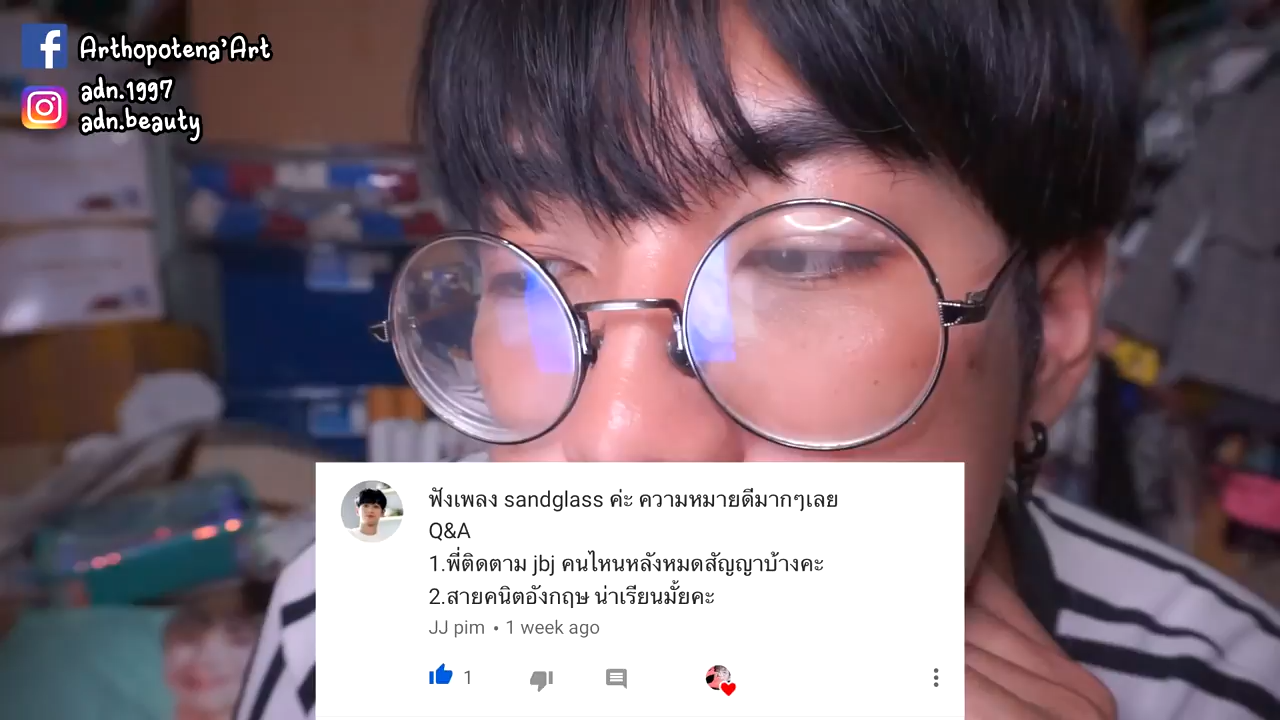 Arthopotena'Art
adn.1997
adn.beauty
ฟังเพลง sandglass ค่ะ ความหมายดีมากๆเลย
Q&A
1.พี่ติดตาม jbj คนไหนหลังหมดสัญญาบ้างคะ
2.สายคนิตอังกฤษ น่าเรียนมั้ยคะ
JJ pim • 1 week ago
1